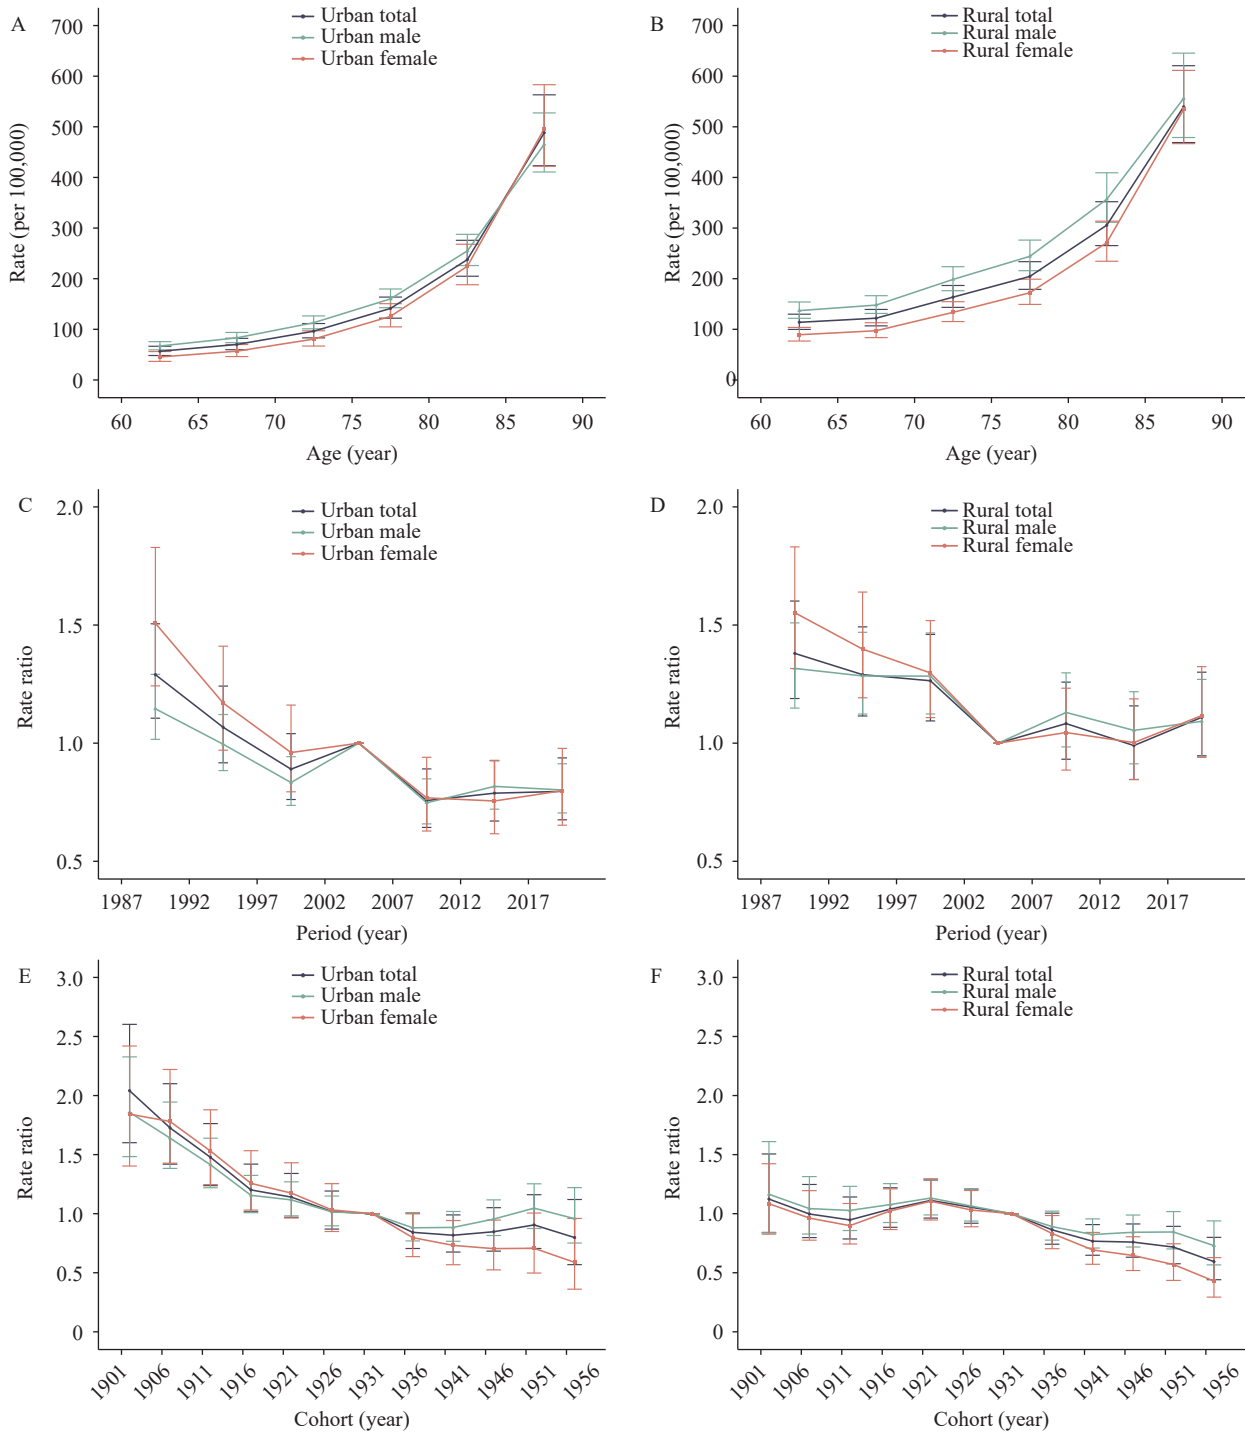 A
Urban total
Urban male
Urban female
700
600
500
400
300
200
100
0
Rate (per 100,000)
60 65 70 75 80 85 90
Age (year)
B
Rural total
Rural male
Rural female
700
600
500
400
300
200
100
0
Rate (per 100,000)
60 65 70 75 80 85 90
Age (year)
C
Urban total
Urban male
Urban female
2.0
1.5
1.0
0.5
Rate ratio
1987 1992 1997 2002 2007 2012 2017
Period (year)
D
Rural total
Rural male
Rural female
2.0
1.5
1.0
0.5
Rate ratio
1987 1992 1997 2002 2007 2012 2017
Period (year)
E
Urban total
Urban male
Urban female
3.0
2.5
2.0
1.5
1.0
0.5
0
Rate ratio
1901 1906 1911 1916 1921 1926 1931 1936 1941 1946 1951 1956
Cohort (year)
F
Rural total
Rural male
Rural female
3.0
2.5
2.0
1.5
1.0
0.5
0
Rate ratio
1901 1906 1911 1916 1921 1926 1931 1936 1941 1946 1951 1956
Cohort (year)